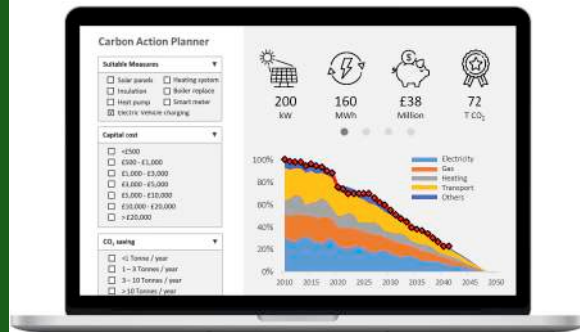 Carbon Action Planner
Suitable Measures
Solar panels Heating system
Insulation Boiler replace
Heat pump Smart meter
Electric Vehicle charging
Capital cost
<£500
£500 - £1,000
£1,000 - £3,000
£3,000 - £5,000
£5,000 - £10,000
£10,000 - £20,000
> £20,000
CO₂ saving
<1 Tonne / year
1 – 3 Tonnes / year
3 – 10 Tonnes / year
> 10 Tonnes / year
200
kW
160
MWh
£38
Million
72
T CO₂
100%
80%
60%
40%
20%
0%
2010 2015 2020 2025 2030 2035 2040 2045 2050
Electricity
Gas
Heating
Transport
Others